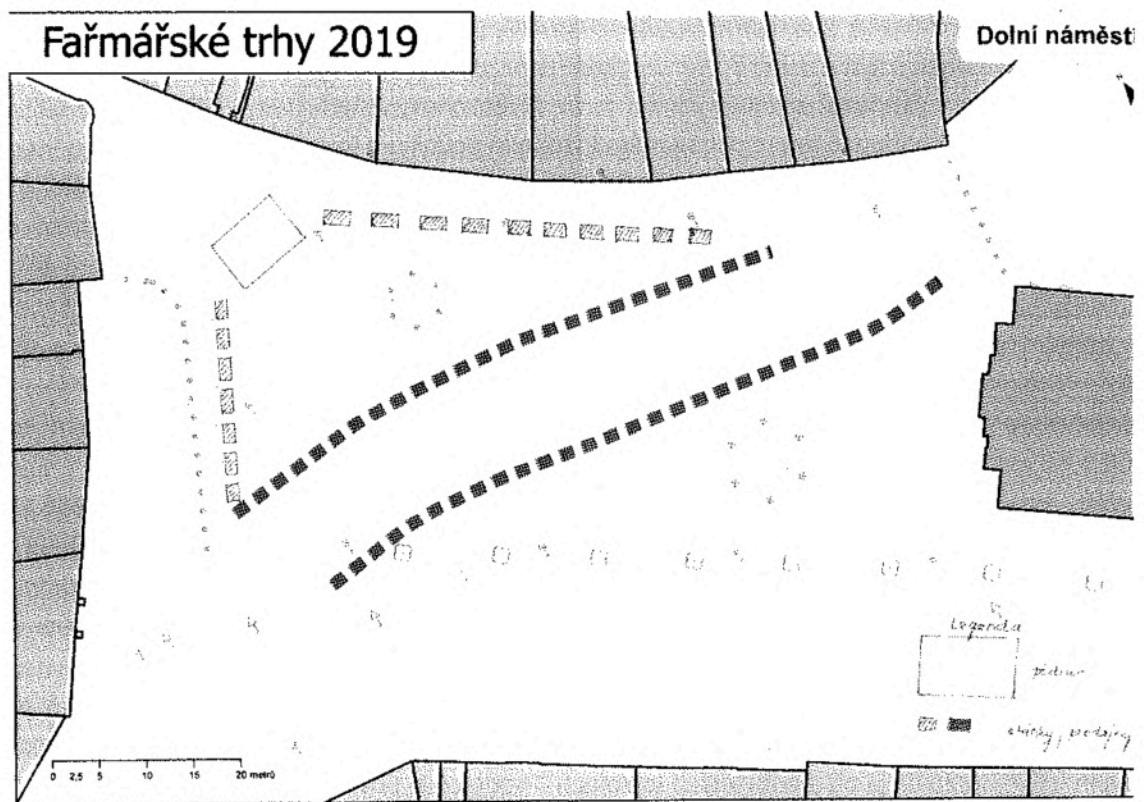 Fařmářské trhy 2019
Dolní náměstí
Legenda
pódium
stánky, prodejci
0 2,5 5 10 15 20 metrů